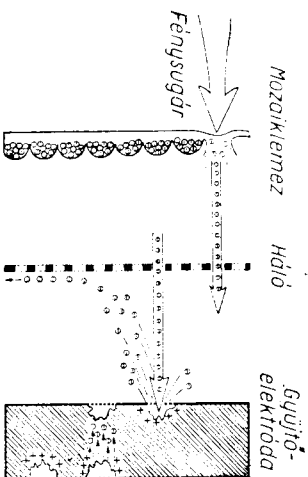 Mozaiklemez
Háló
Gyűjtő-
elektróda
Fénysugár